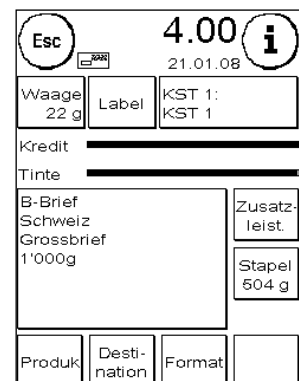 Esc
4.00
i
21.01.08
Waage
22 g
Label
KST 1:
KST 1
Kredit
Tinte
B-Brief
Schweiz
Grossbrief
1'000g
Zusatz-
leist.
Stapel
504 g
Produk
Desti-
nation
Format